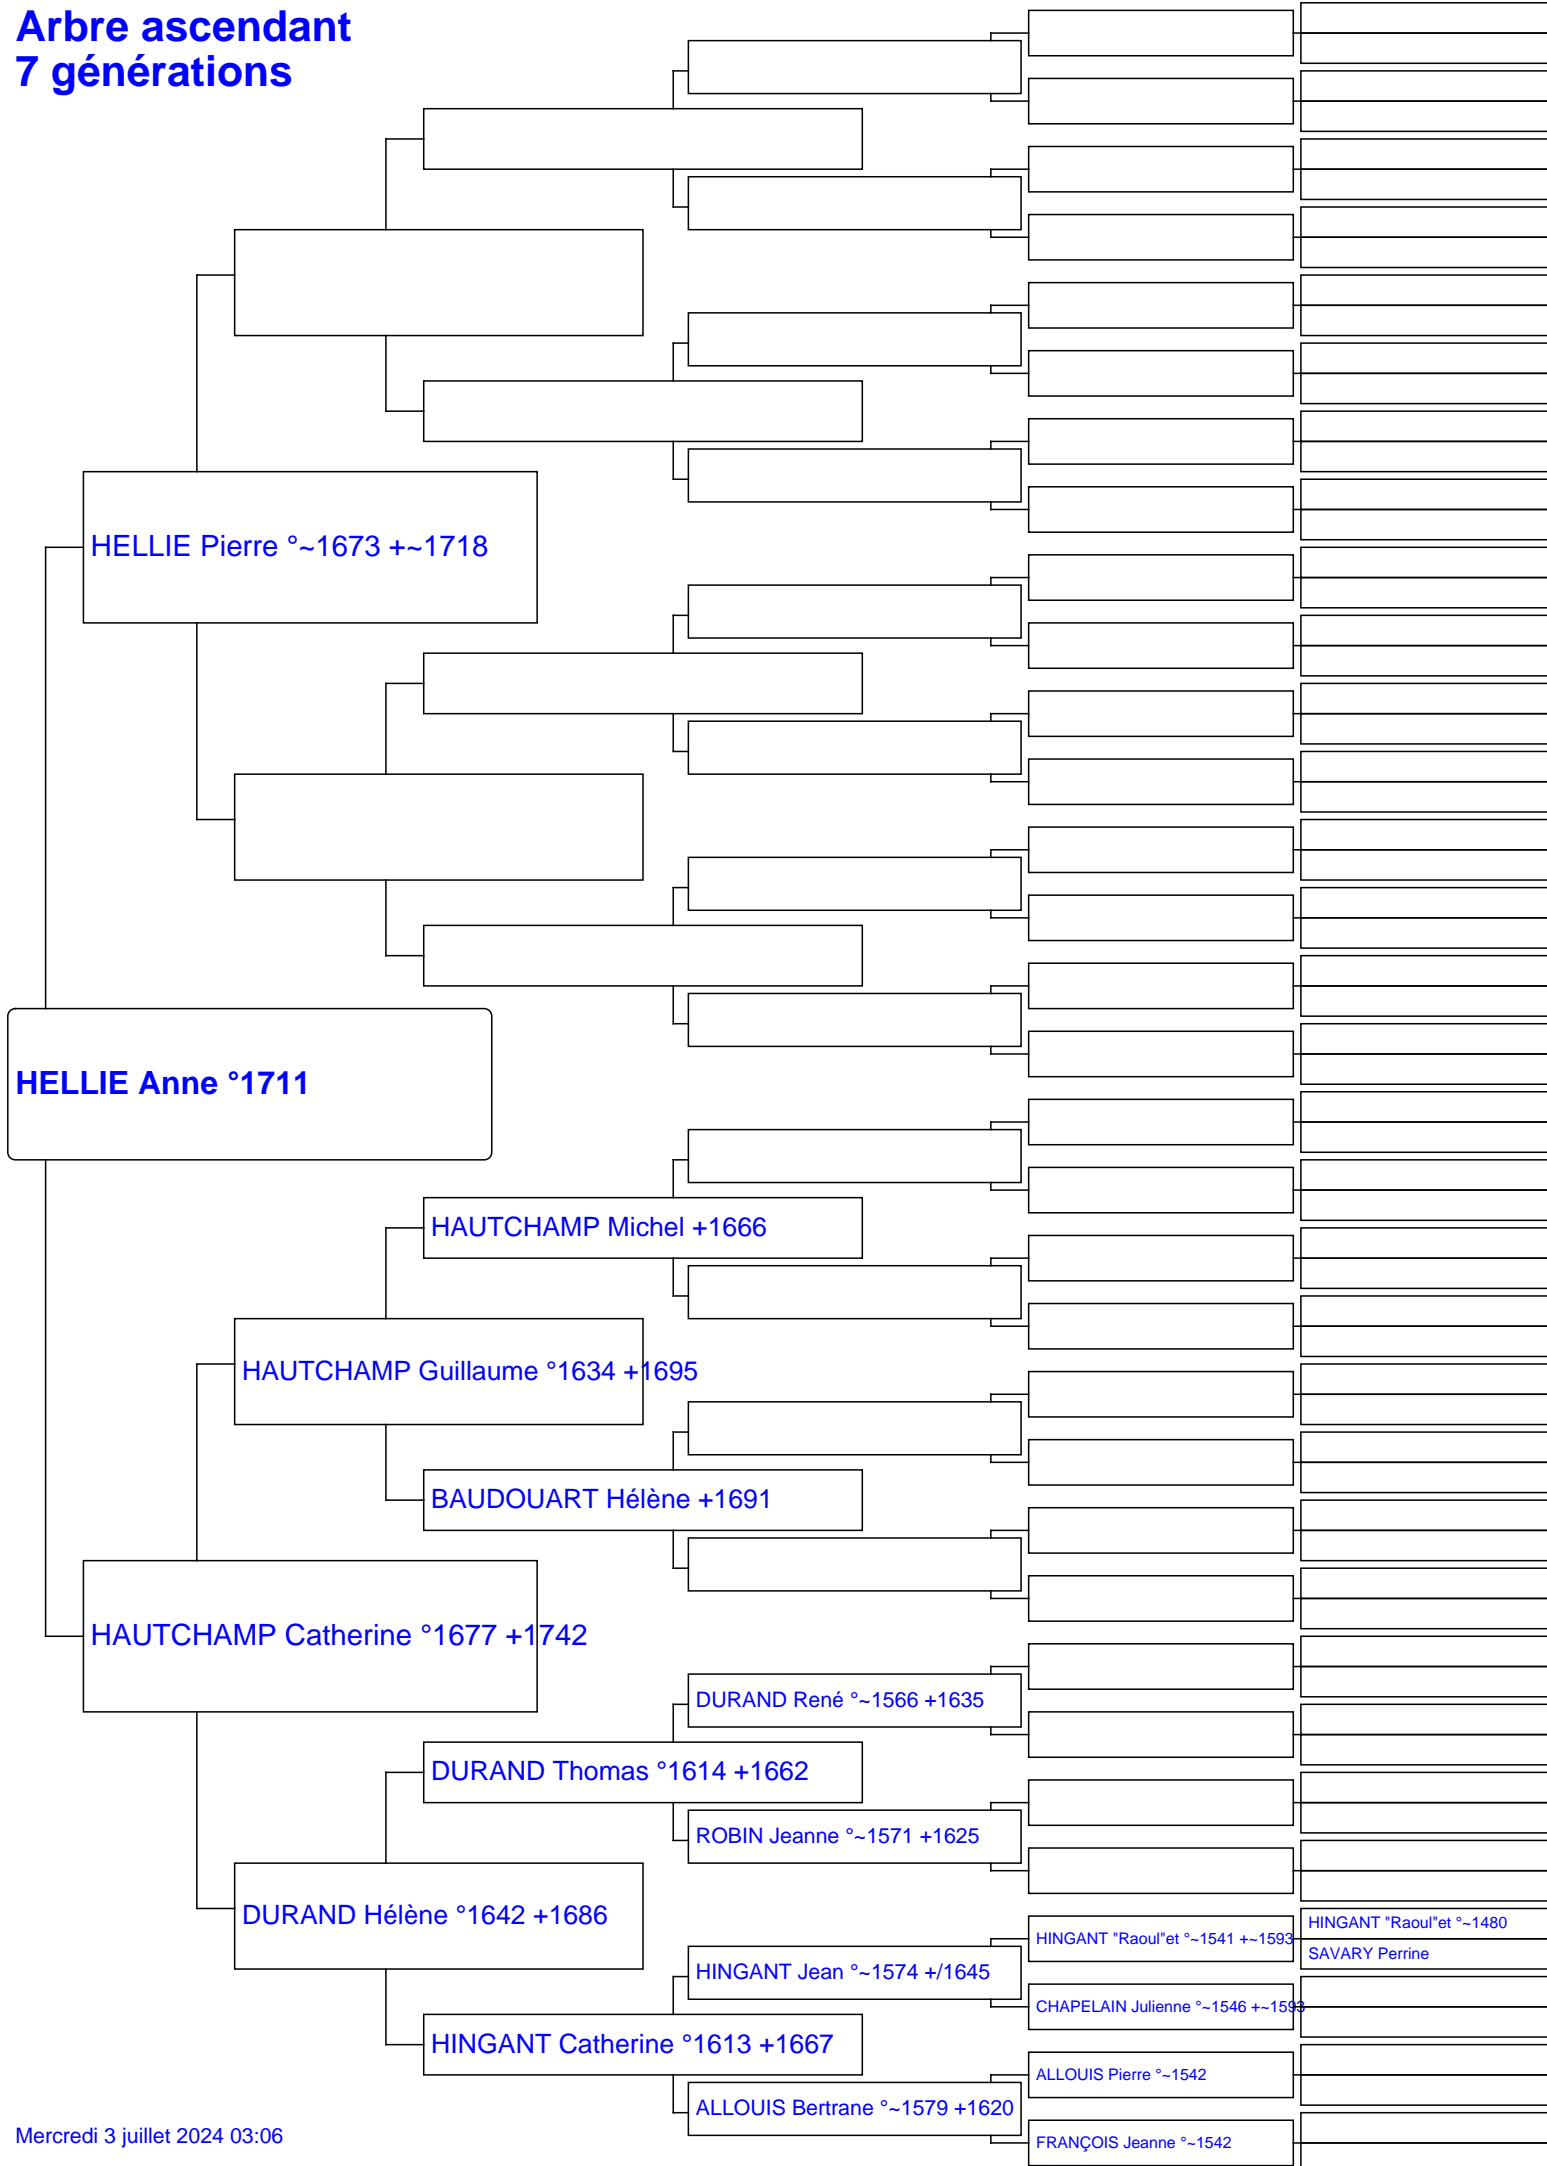 Arbre ascendant
7 générations
HELLIE Pierre °~1673 +~1718
HELLIE Anne °1711
HAUTCHAMP Michel +1666
HAUTCHAMP Guillaume °1634 +1695
BAUDOUART Hélène +1691
HAUTCHAMP Catherine °1677 +1742
DURAND René °~1566 +1635
DURAND Thomas °1614 +1662
ROBIN Jeanne °~1571 +1625
DURAND Hélène °1642 +1686
HINGANT "Raoul"et °~1480
HINGANT "Raoul"et °~1541 +~1593
SAVARY Perrine
HINGANT Jean °~1574 +/1645
CHAPELAIN Julienne °~1546 +~1593
HINGANT Catherine °1613 +1667
ALLOUIS Pierre °~1542
ALLOUIS Bertrane °~1579 +1620
FRANÇOIS Jeanne °~1542
Mercredi 3 juillet 2024 03:06